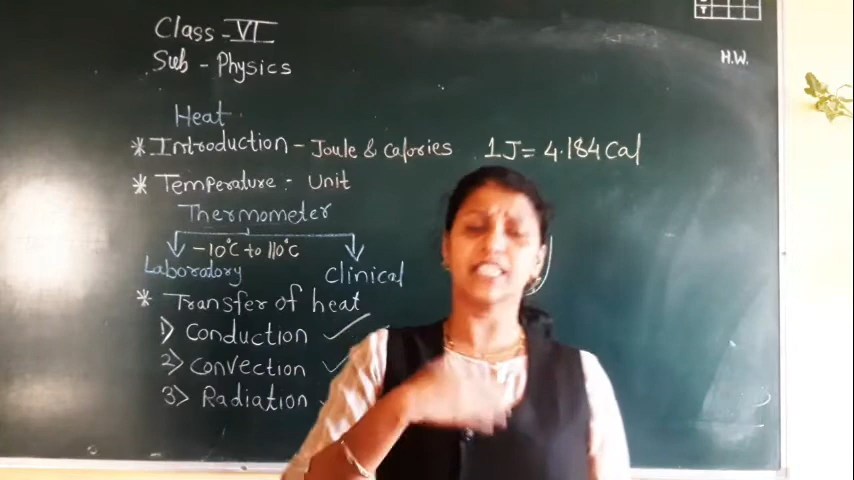 Class - VI
Sub - Physics
H.W.
Heat
* Introduction - Joule & Calories 1J = 4.184 Cal
* Temperature : Unit
Thermometer
-10°C to 110°C
Laboratory Clinical
* Transfer of heat
1> Conduction
2> Convection
3> Radiation